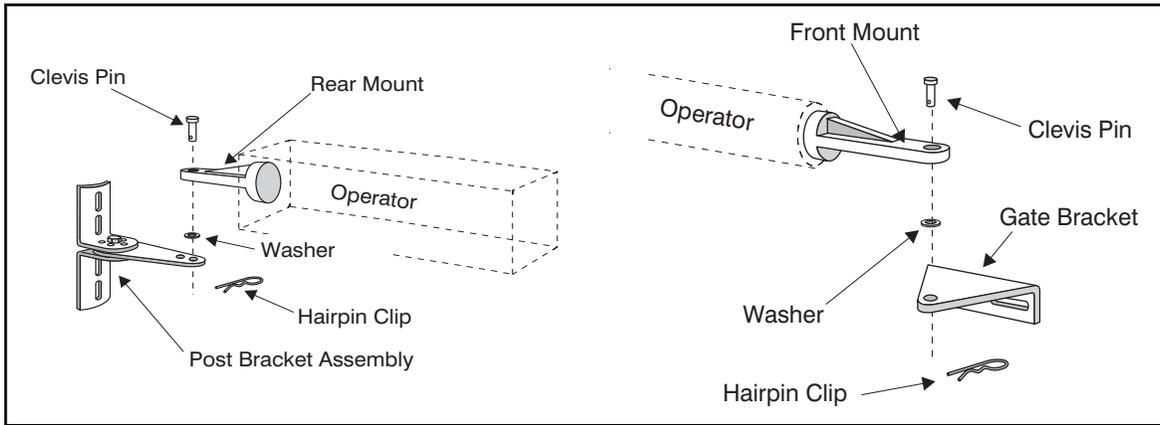 Clevis Pin
Rear Mount
Operator
Washer
Hairpin Clip
Post Bracket Assembly
Front Mount
Operator
Clevis Pin
Gate Bracket
Washer
Hairpin Clip